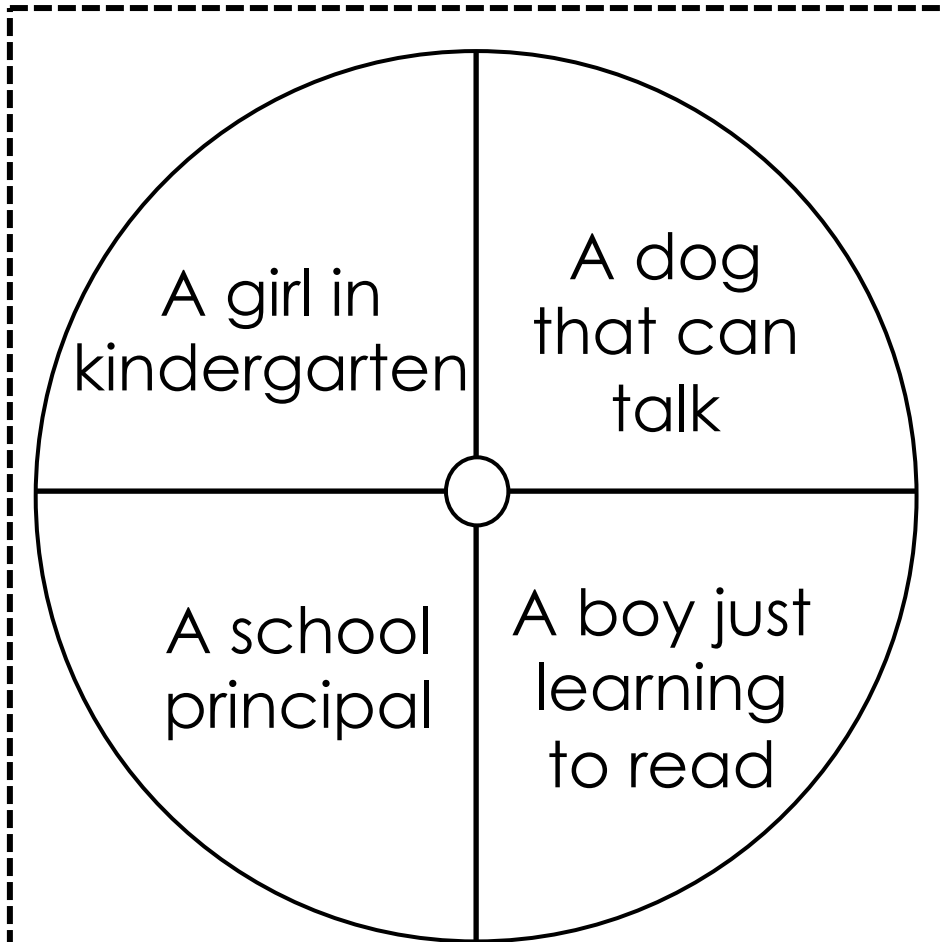 A girl in
kindergarten
A dog
that can
talk
A school
principal
A boy just
learning
to read